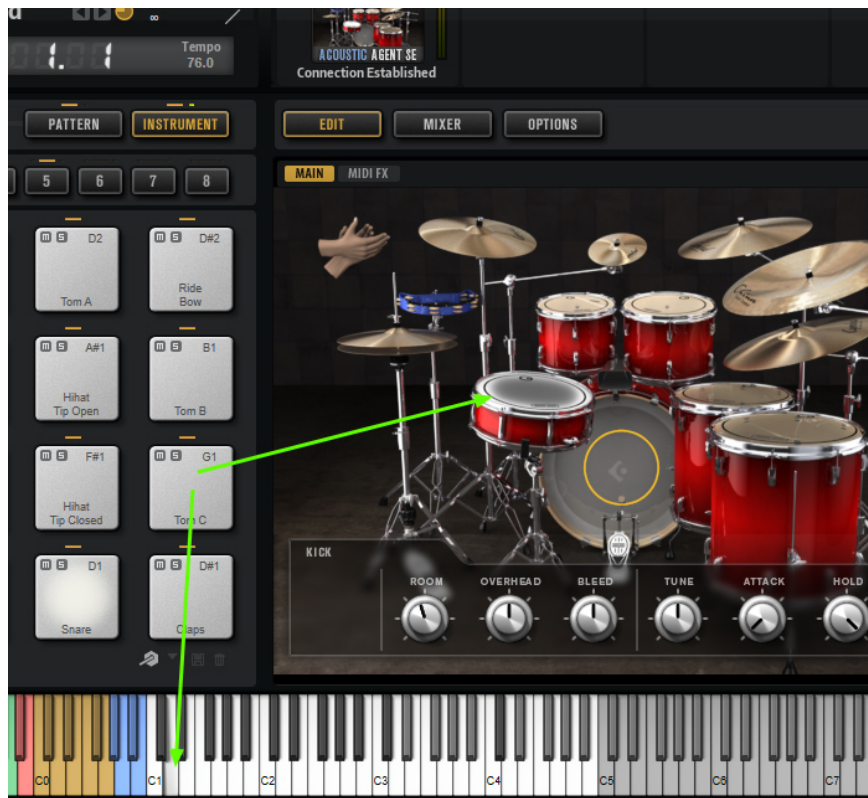 ACOUSTIC AGENT SE
Connection Established
1. 1
Tempo
76.0
PATTERN
INSTRUMENT
EDIT
MIXER
OPTIONS
5
6
7
8
MAIN
MIDI FX
M S D2
Tom A
M S D#2
Ride
Bow
M S A#1
Hihat
Tip Open
M S B1
Tom B
M S F#1
Hihat
Tip Closed
M S G1
Tom C
M S D1
Snare
M S D#1
Claps
KICK
ROOM
OVERHEAD
BLEED
TUNE
ATTACK
HOLD
C0
C1
C2
C3
C4
C5
C6
C7